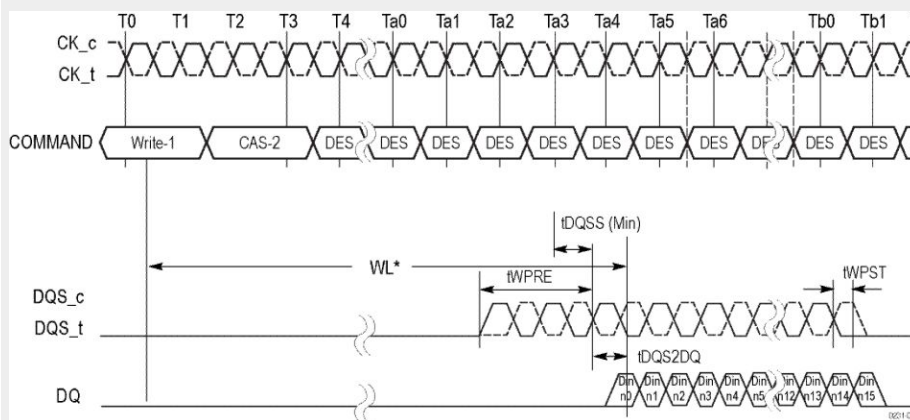 T0 T1 T2 T3 T4 Ta0 Ta1 Ta2 Ta3 Ta4 Ta5 Ta6 Tb0 Tb1
CK_c
CK_t
COMMAND Write-1 CAS-2 DES DES DES DES DES DES DES DES DES DES DES
tDQSS (Min)
WL* tWPRE tWPST
DQS_c
DQS_t
tDQS2DQ
DQ Din n0 Din n1 Din n2 Din n3 Din n4 Din n5 Din n12 Din n13 Din n14 Din n15